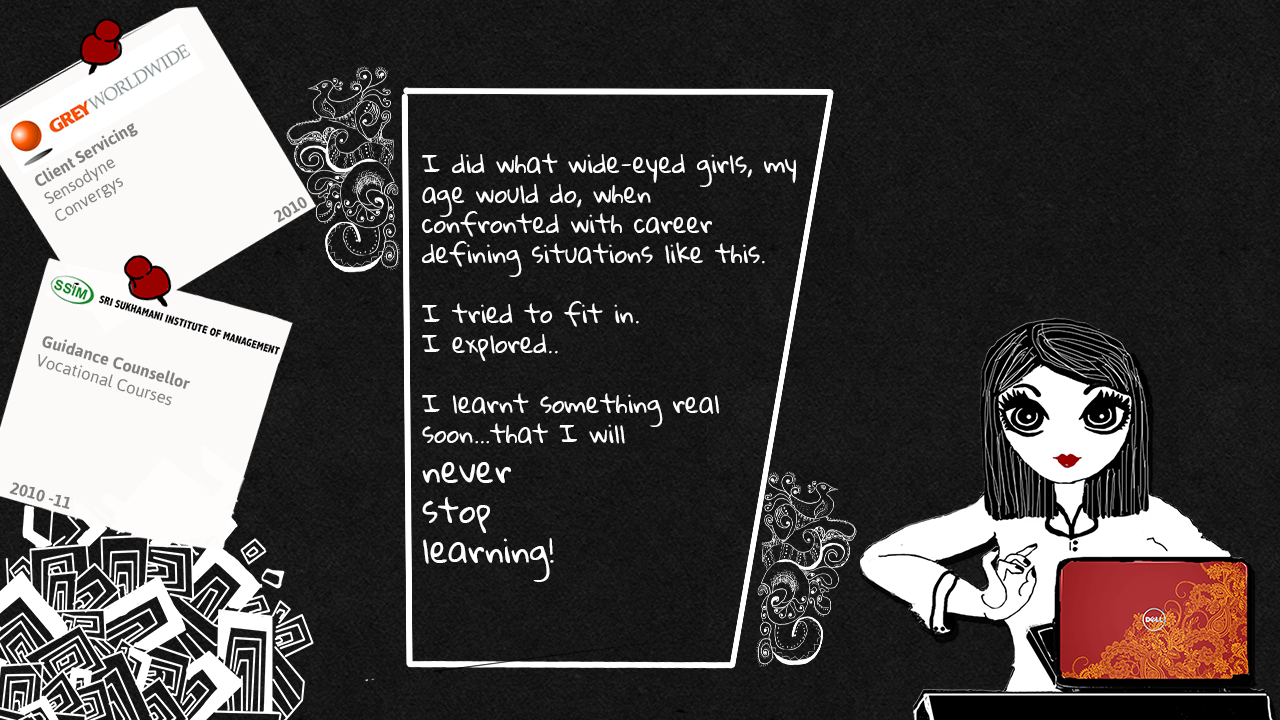 GREY WORLDWIDE
Client Servicing
Sensodyne
Convergys
2010
SSIM
SRI SUKHAMANI INSTITUTE OF MANAGEMENT
Guidance Counsellor
Vocational Courses
2010 -11
I did what wide-eyed girls, my
age would do, when
confronted with career
defining situations like this.
I tried to fit in.
I explored..
I learnt something real
soon...that I will
never
stop
learning!
DELL